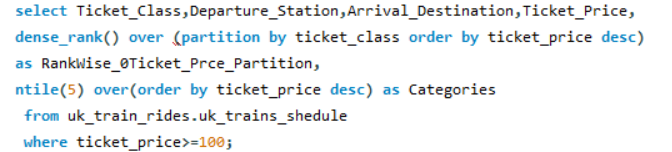 select Ticket_Class,Departure_Station,Arrival_Destination,Ticket_Price,
dense_rank() over (partition by ticket_class order by ticket_price desc)
as RankWise_0Ticket_Prce_Partition,
ntile(5) over(order by ticket_price desc) as Categories
from uk_train_rides.uk_trains_shedule
where ticket_price>=100;